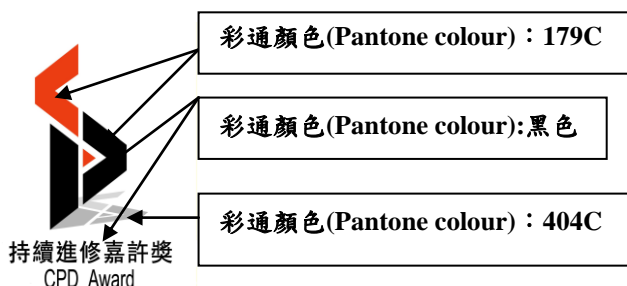 彩通顏色(Pantone colour)：179C
彩通顏色(Pantone colour):黑色
彩通顏色(Pantone colour)：404C
持續進修嘉許獎
CPD Award